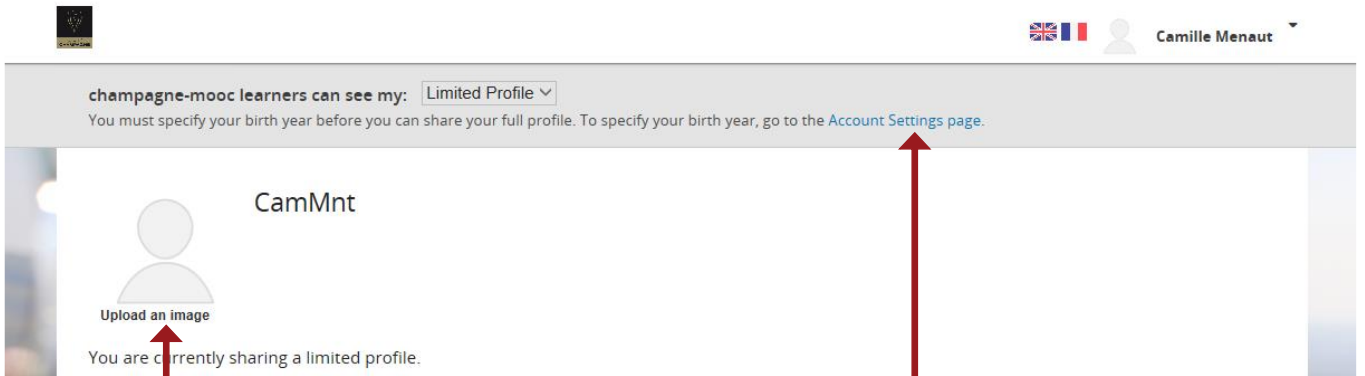 CHAMPAGNE
Camille Menaut
champagne-mooc learners can see my: Limited Profile
You must specify your birth year before you can share your full profile. To specify your birth year, go to the Account Settings page.
CamMnt
Upload an image
You are currently sharing a limited profile.